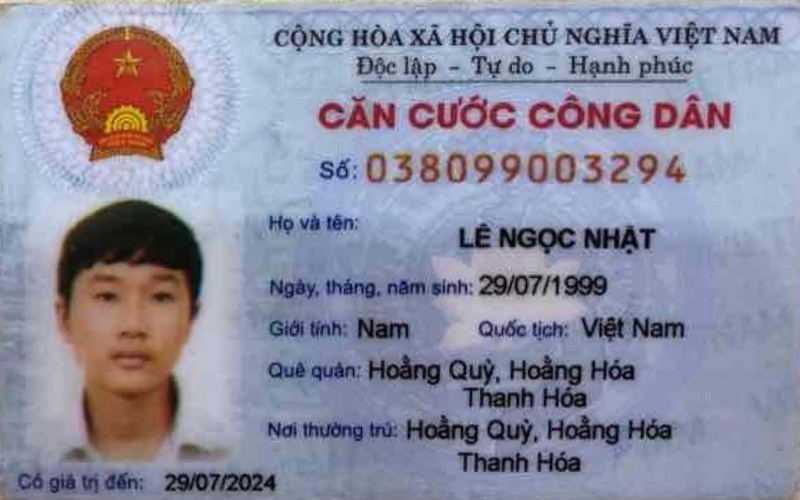 CỘNG HÒA XÃ HỘI CHỦ NGHĨA VIỆT NAM
Độc lập - Tự do - Hạnh phúc
CĂN CƯỚC CÔNG DÂN
Số: 038099003294
Họ và tên:
LÊ NGỌC NHẬT
Ngày, tháng, năm sinh: 29/07/1999
Giới tính: Nam Quốc tịch: Việt Nam
Quê quán: Hoằng Quỳ, Hoằng Hóa
Thanh Hóa
Nơi thường trú: Hoằng Quỳ, Hoằng Hóa
Thanh Hóa
Có giá trị đến: 29/07/2024